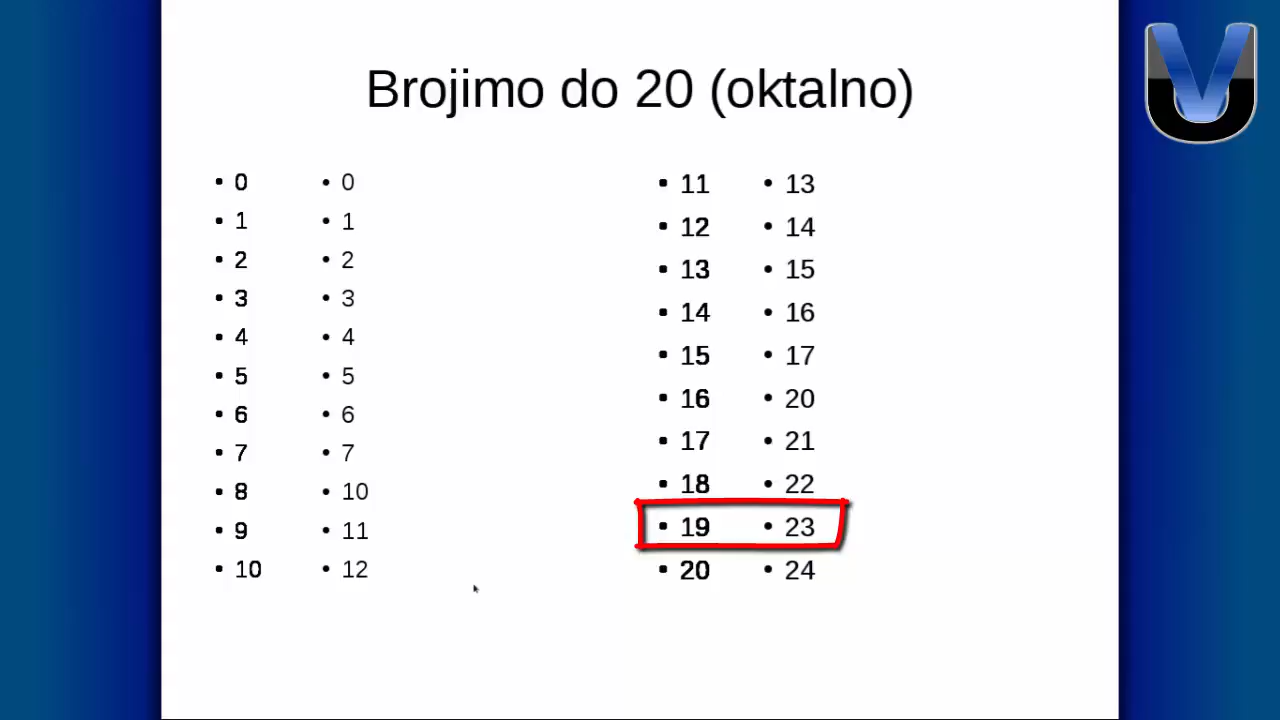 Brojimo do 20 (oktalno)
• 0 • 0
• 1 • 1
• 2 • 2
• 3 • 3
• 4 • 4
• 5 • 5
• 6 • 6
• 7 • 7
• 8 • 10
• 9 • 11
• 10 • 12
• 11 • 13
• 12 • 14
• 13 • 15
• 14 • 16
• 15 • 17
• 16 • 20
• 17 • 21
• 18 • 22
• 19 • 23
• 20 • 24
UV